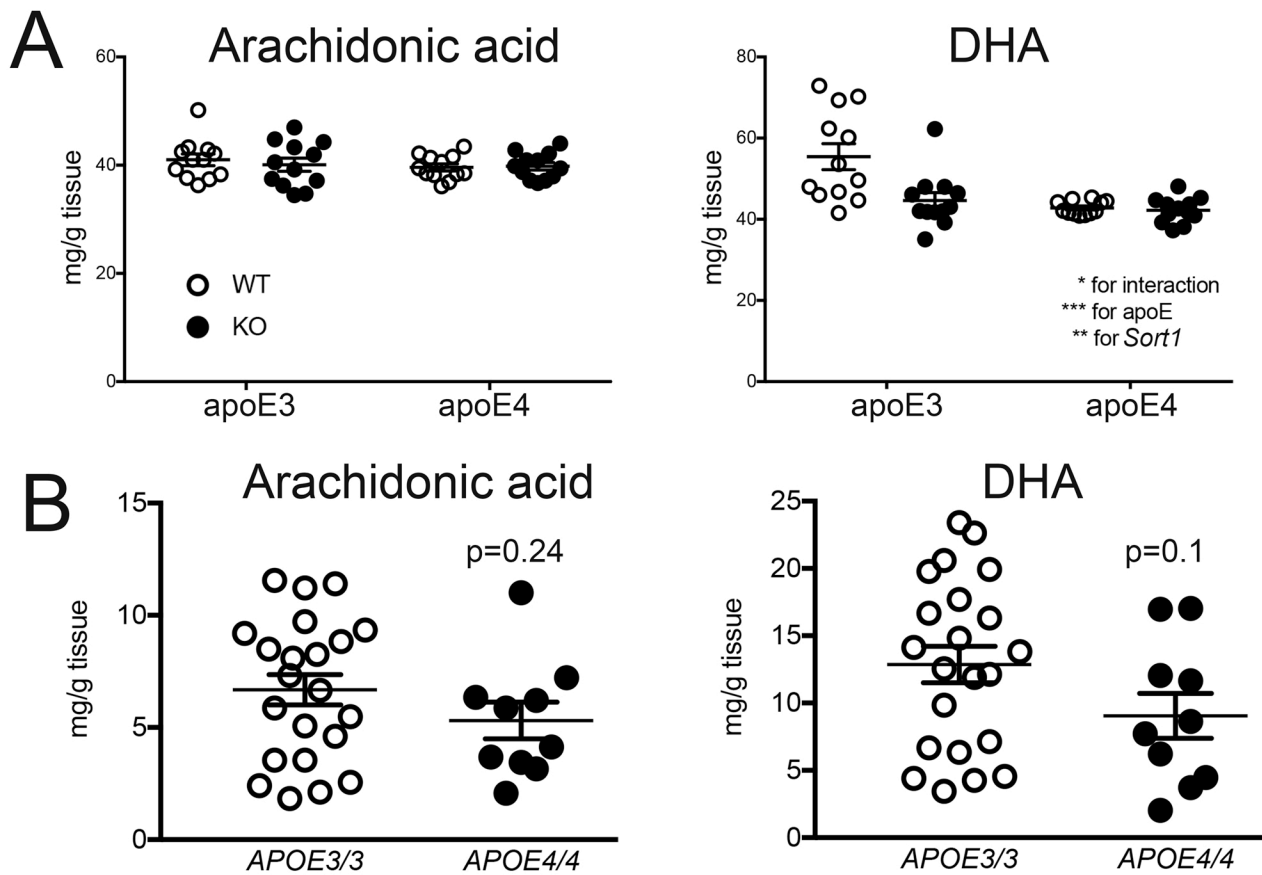 A
Arachidonic acid
DHA
60
40
20
0
mg/g tissue
WT
KO
apoE3
apoE4
80
60
40
20
0
mg/g tissue
* for interaction
*** for apoE
** for Sort1
apoE3
apoE4
B
Arachidonic acid
DHA
15
10
5
0
mg/g tissue
p=0.24
APOE3/3
APOE4/4
25
20
15
10
5
0
mg/g tissue
p=0.1
APOE3/3
APOE4/4